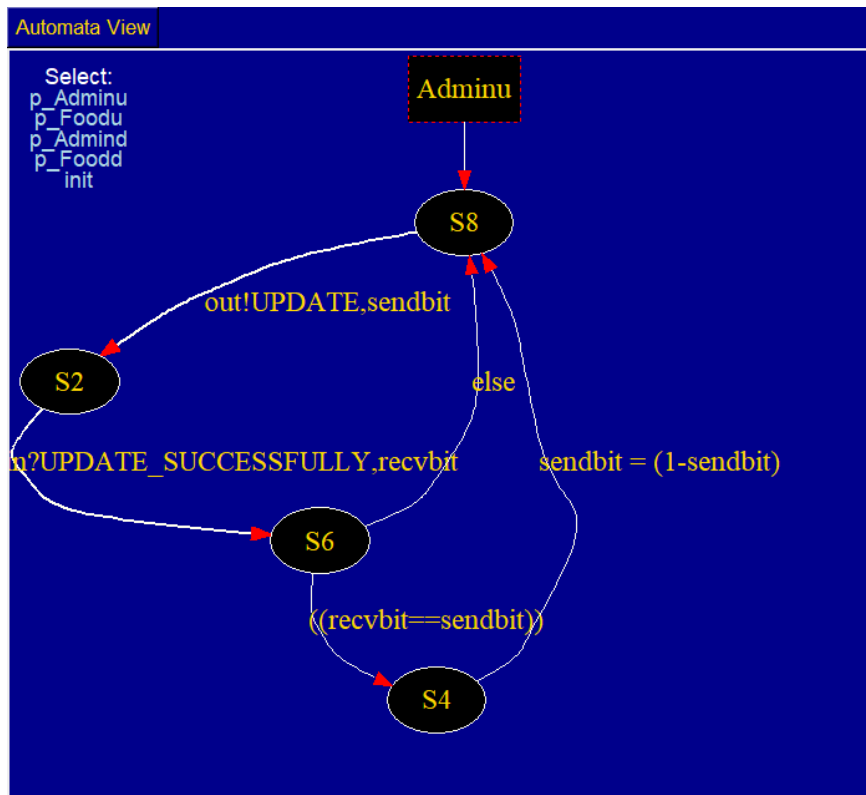 Automata View
Select:
p_Adminu
p_Foodu
p_Admind
p_Foodd
init
Adminu
S8
out!UPDATE,sendbit
S2
else
n?UPDATE_SUCCESSFULLY,recvbit
sendbit = (1-sendbit)
S6
((recvbit==sendbit))
S4